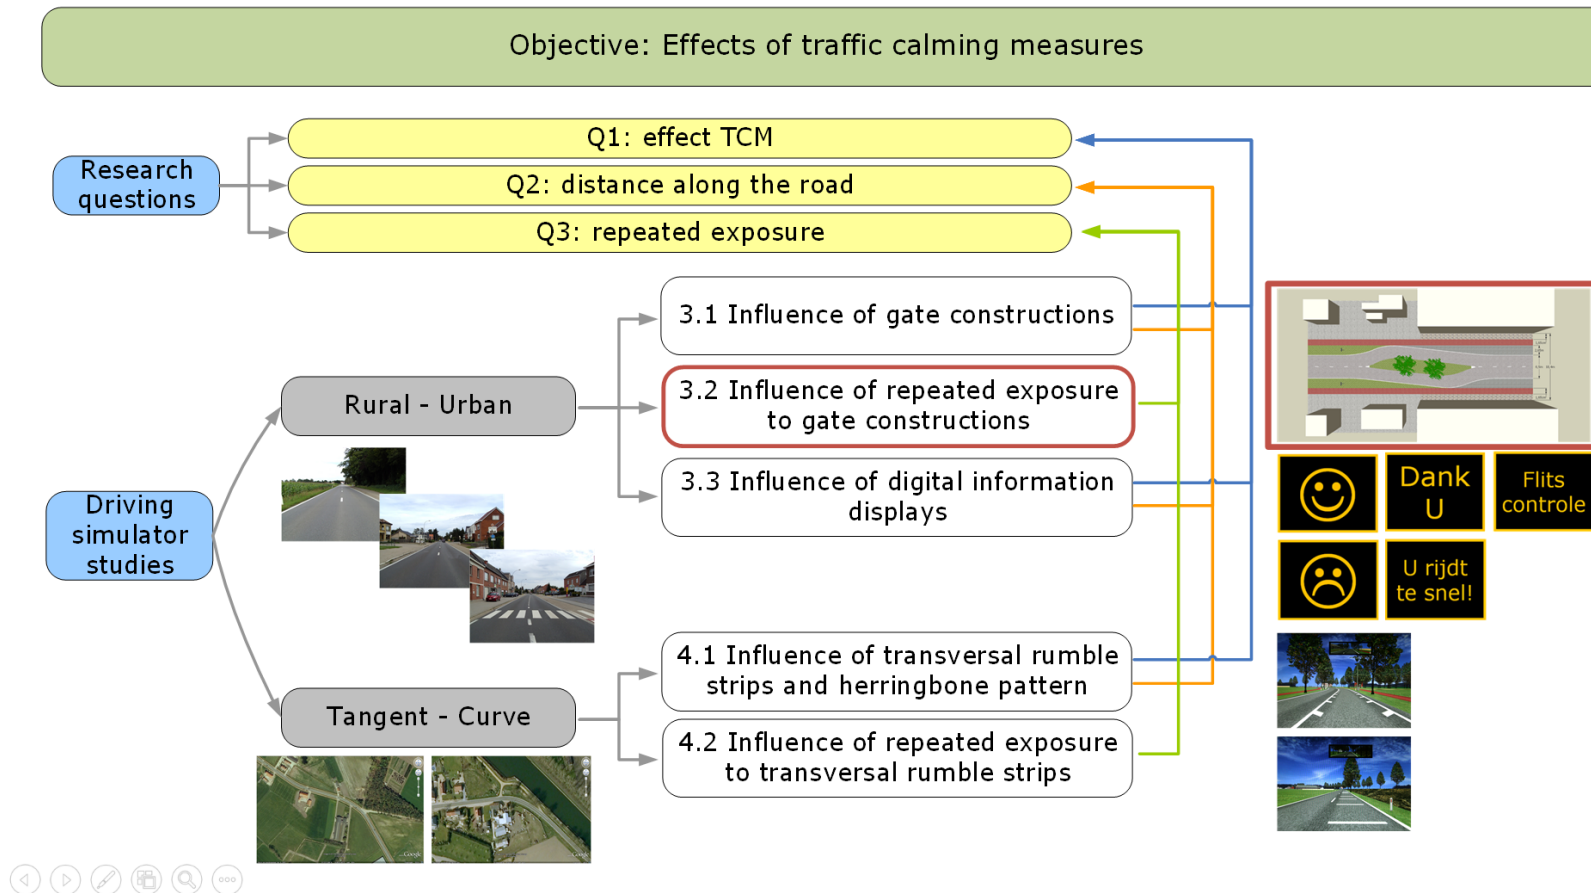 Objective: Effects of traffic calming measures
Research
questions
Q1: effect TCM
Q2: distance along the road
Q3: repeated exposure
Driving
simulator
studies
Rural - Urban
3.1 Influence of gate constructions
3.2 Influence of repeated exposure
to gate constructions
3.3 Influence of digital information
displays
Dank
U
Flits
controle
U rijdt
te snel!
Tangent - Curve
4.1 Influence of transversal rumble
strips and herringbone pattern
4.2 Influence of repeated exposure
to transversal rumble strips